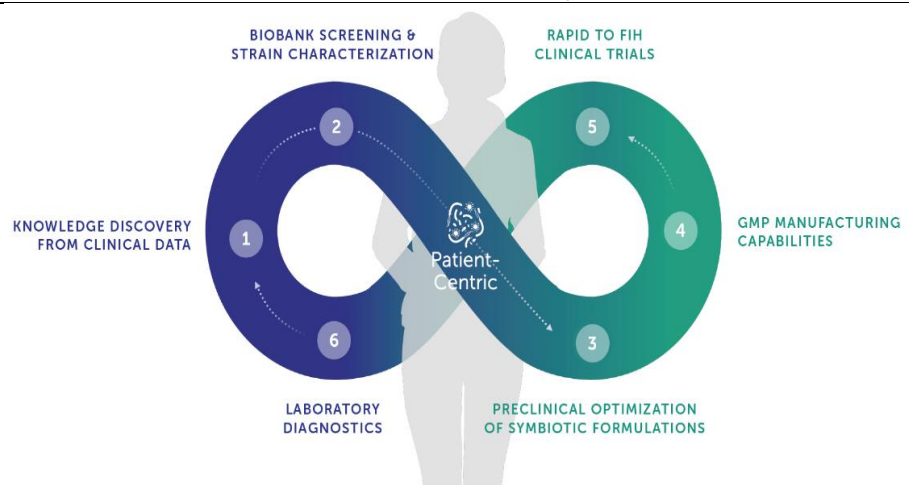 BIOBANK SCREENING &
STRAIN CHARACTERIZATION
RAPID TO FIH
CLINICAL TRIALS
2
5
KNOWLEDGE DISCOVERY
FROM CLINICAL DATA
1
4
GMP MANUFACTURING
CAPABILITIES
Patient-
Centric
6
3
LABORATORY
DIAGNOSTICS
PRECLINICAL OPTIMIZATION
OF SYMBIOTIC FORMULATIONS